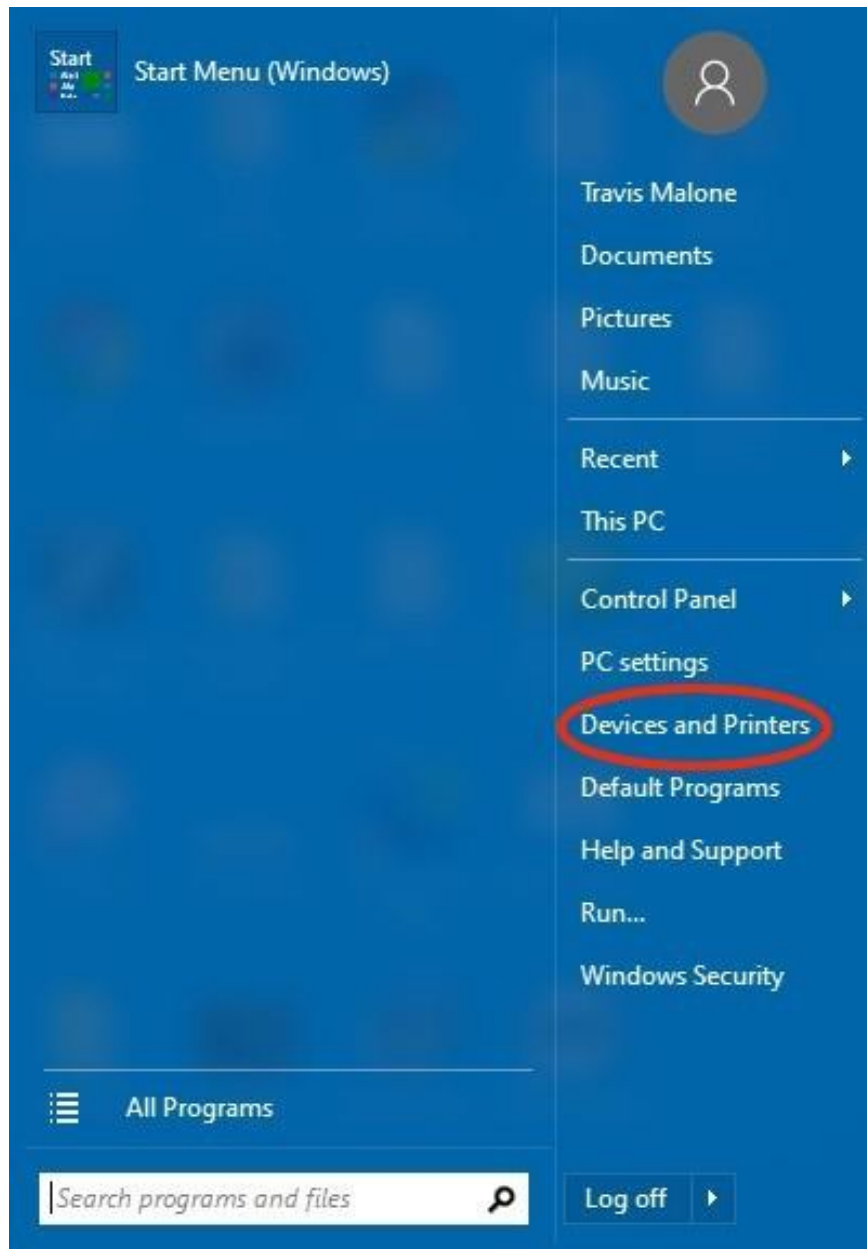 Start
Start Menu (Windows)
Travis Malone
Documents
Pictures
Music
Recent
This PC
Control Panel
PC settings
Devices and Printers
Default Programs
Help and Support
Run...
Windows Security
All Programs
Search programs and files
Log off